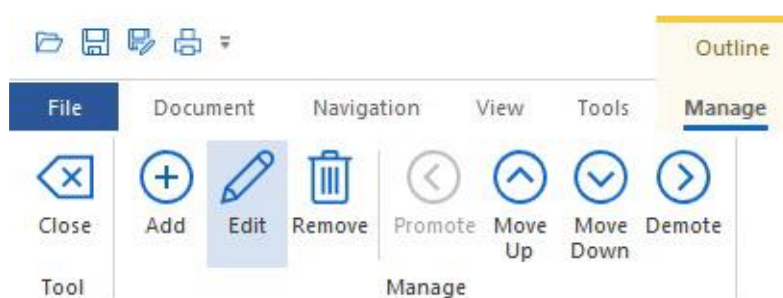 Outline
File Document Navigation View Tools Manage
Close Add Edit Remove Promote Move Up Move Down Demote
Tool Manage